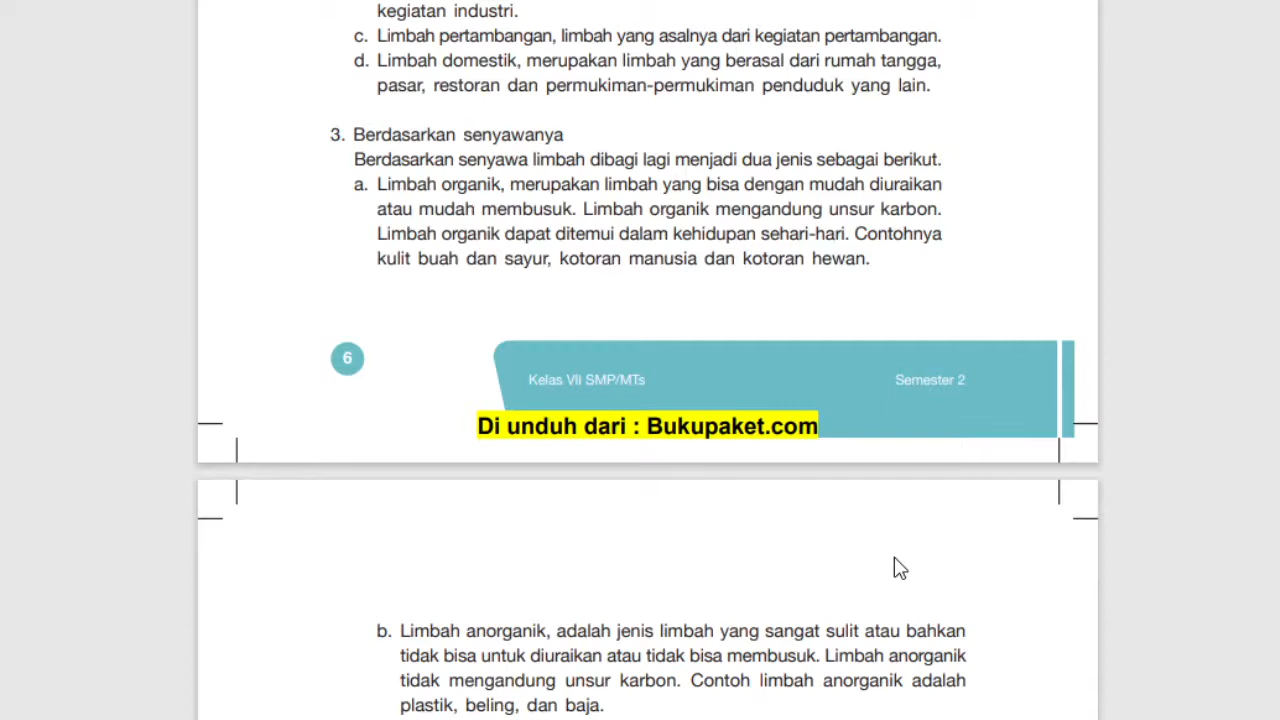 kegiatan industri.
c. Limbah pertambangan, limbah yang asalnya dari kegiatan pertambangan.
d. Limbah domestik, merupakan limbah yang berasal dari rumah tangga,
pasar, restoran dan permukiman-permukiman penduduk yang lain.
3. Berdasarkan senyawanya
Berdasarkan senyawa limbah dibagi lagi menjadi dua jenis sebagai berikut.
a. Limbah organik, merupakan limbah yang bisa dengan mudah diuraikan
atau mudah membusuk. Limbah organik mengandung unsur karbon.
Limbah organik dapat ditemui dalam kehidupan sehari-hari. Contohnya
kulit buah dan sayur, kotoran manusia dan kotoran hewan.
6
Kelas VII SMP/MTs
Semester 2
Di unduh dari : Bukupaket.com
b. Limbah anorganik, adalah jenis limbah yang sangat sulit atau bahkan
tidak bisa untuk diuraikan atau tidak bisa membusuk. Limbah anorganik
tidak mengandung unsur karbon. Contoh limbah anorganik adalah
plastik, beling, dan baja.